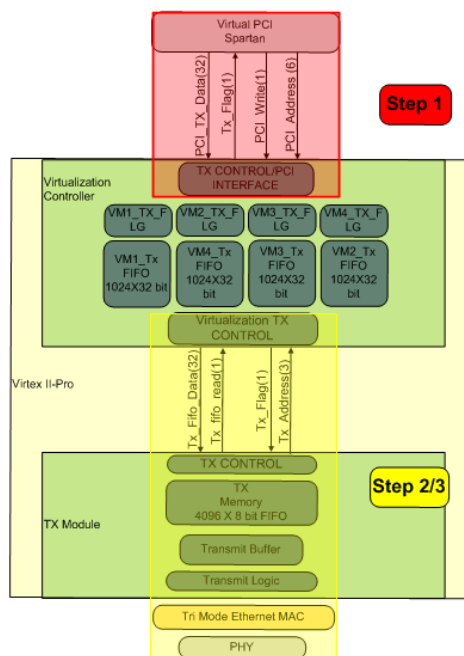 Virtual PCI
Spartan
PCI_TX_Data(32)
Tx_Flag(1)
PCI_Write(1)
PCI_Address (6)
Step 1
TX CONTROL/PCI
INTERFACE
Virtualization
Controller
VM1_TX_F
LG
VM2_TX_F
LG
VM3_TX_F
LG
VM4_TX_F
LG
VM1_Tx
FIFO
1024X32
bit
VM4_Tx
FIFO
1024X32
bit
VM3_Tx
FIFO
1024X32
bit
VM2_Tx
FIFO
1024X32
bit
Virtualization TX
CONTROL
Virtex II-Pro
Tx_Fifo_Data(32)
Tx_fifo_read(1)
Tx_Flag(1)
Tx_Address(3)
TX CONTROL
Step 2/3
TX
Memory
4096 X 8 bit FIFO
TX Module
Transmit Buffer
Transmit Logic
Tri Mode Ethernet MAC
PHY